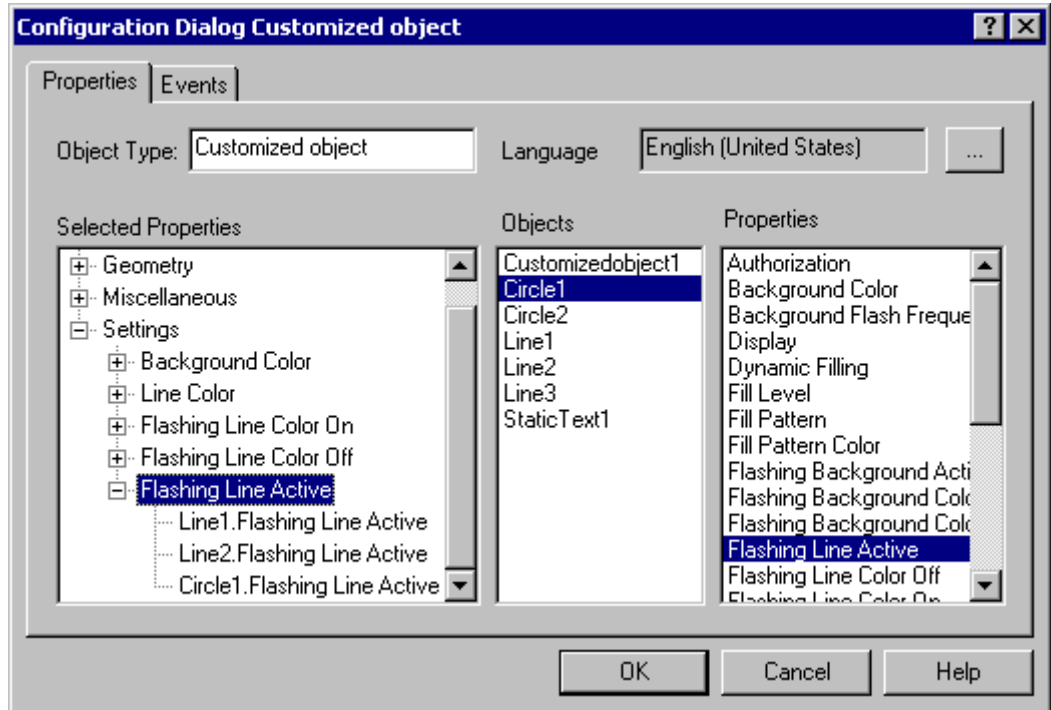 Configuration Dialog Customized object
Properties
Events
Object Type:
Customized object
Language
English (United States)
...
Selected Properties
Geometry
Miscellaneous
Settings
Background Color
Line Color
Flashing Line Color On
Flashing Line Color Off
Flashing Line Active
Line1.Flashing Line Active
Line2.Flashing Line Active
Circle1.Flashing Line Active
Objects
Customizedobject1
Circle1
Circle2
Line1
Line2
Line3
StaticText1
Properties
Authorization
Background Color
Background Flash Freque
Display
Dynamic Filling
Fill Level
Fill Pattern
Fill Pattern Color
Flashing Background Acti
Flashing Background Colo
Flashing Background Colo
Flashing Line Active
Flashing Line Color Off
Flashing Line Color On
OK
Cancel
Help